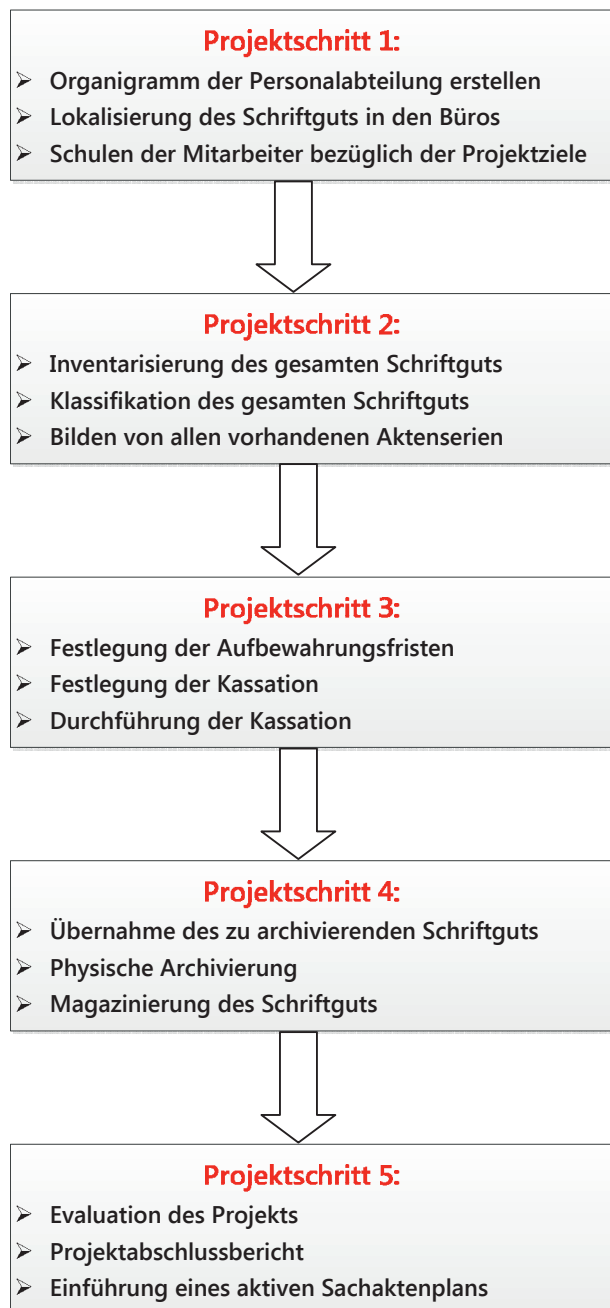 Projektschritt 1:
➢ Organigramm der Personalabteilung erstellen
➢ Lokalisierung des Schriftguts in den Büros
➢ Schulen der Mitarbeiter bezüglich der Projektziele
Projektschritt 2:
➢ Inventarisierung des gesamten Schriftguts
➢ Klassifikation des gesamten Schriftguts
➢ Bilden von allen vorhandenen Aktenserien
Projektschritt 3:
➢ Festlegung der Aufbewahrungsfristen
➢ Festlegung der Kassation
➢ Durchführung der Kassation
Projektschritt 4:
➢ Übernahme des zu archivierenden Schriftguts
➢ Physische Archivierung
➢ Magazinierung des Schriftguts
Projektschritt 5:
➢ Evaluation des Projekts
➢ Projektabschlussbericht
➢ Einführung eines aktiven Sachaktenplans